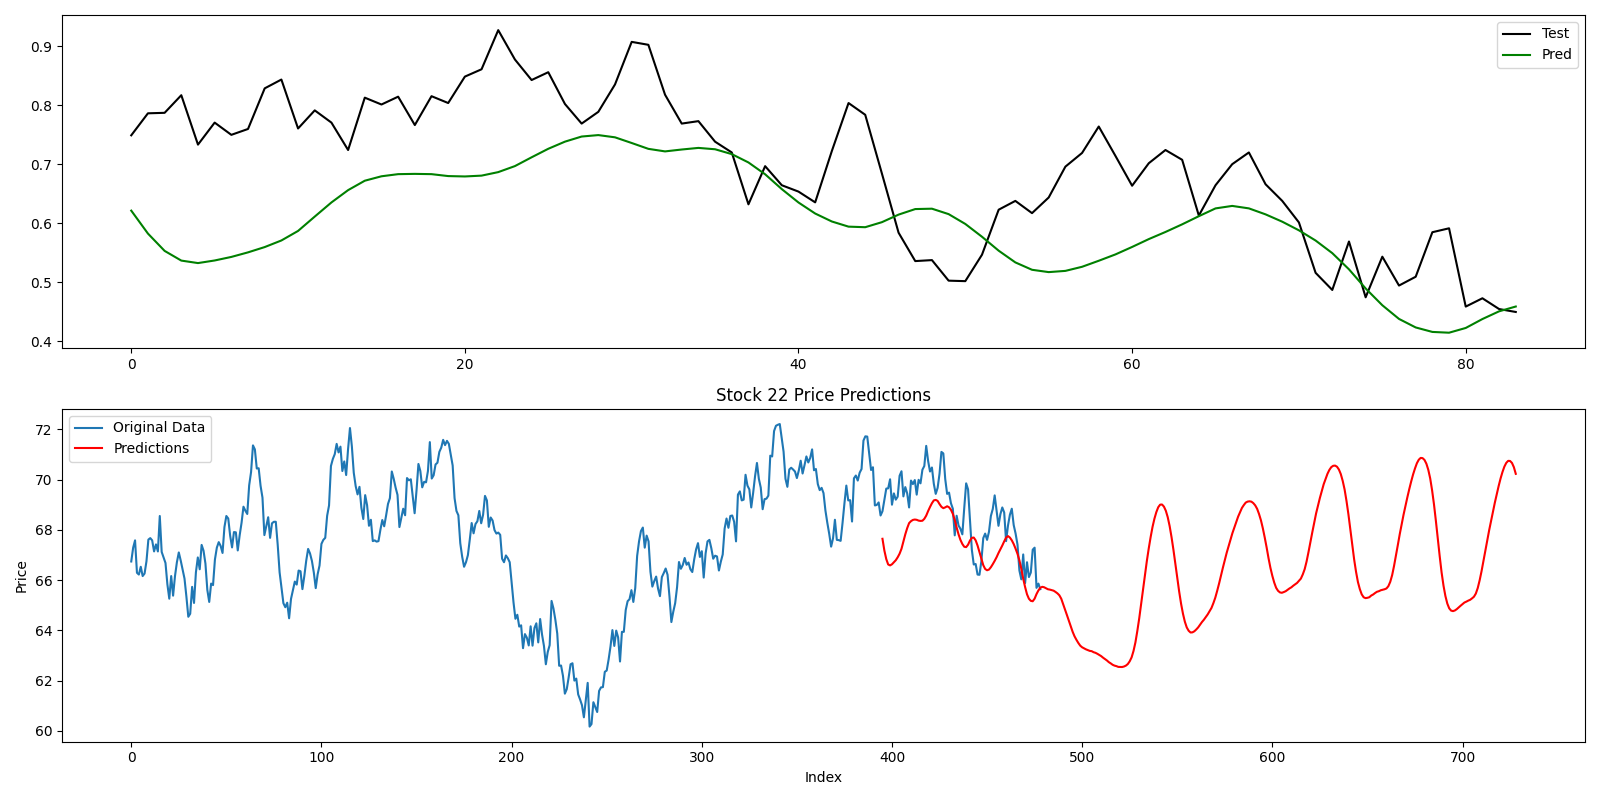 Test
Pred
0.9
0.8
0.7
0.6
0.5
0.4
0 20 40 60 80
Stock 22 Price Predictions
Original Data
Predictions
Price
72
70
68
66
64
62
60
0 100 200 300 400 500 600 700
Index